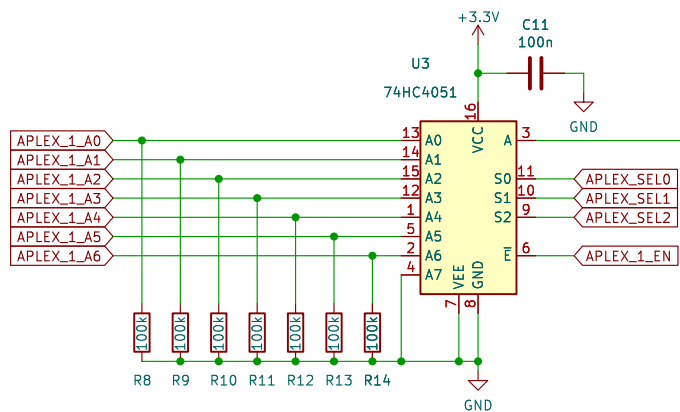 +3.3V
C11
100n
U3
74HC4051
GND
16
VCC
APLEX_1_A0 13 A0 A 3
APLEX_1_A1 14 A1
APLEX_1_A2 15 A2 S0 11 APLEX_SEL0
APLEX_1_A3 12 A3 S1 10 APLEX_SEL1
APLEX_1_A4 1 A4 S2 9 APLEX_SEL2
APLEX_1_A5 5 A5
APLEX_1_A6 2 A6 E 6 APLEX_1_EN
4 A7
VEE GND
7 8
100k 100k 100k 100k 100k 100k 100k
R8 R9 R10 R11 R12 R13 R14
GND